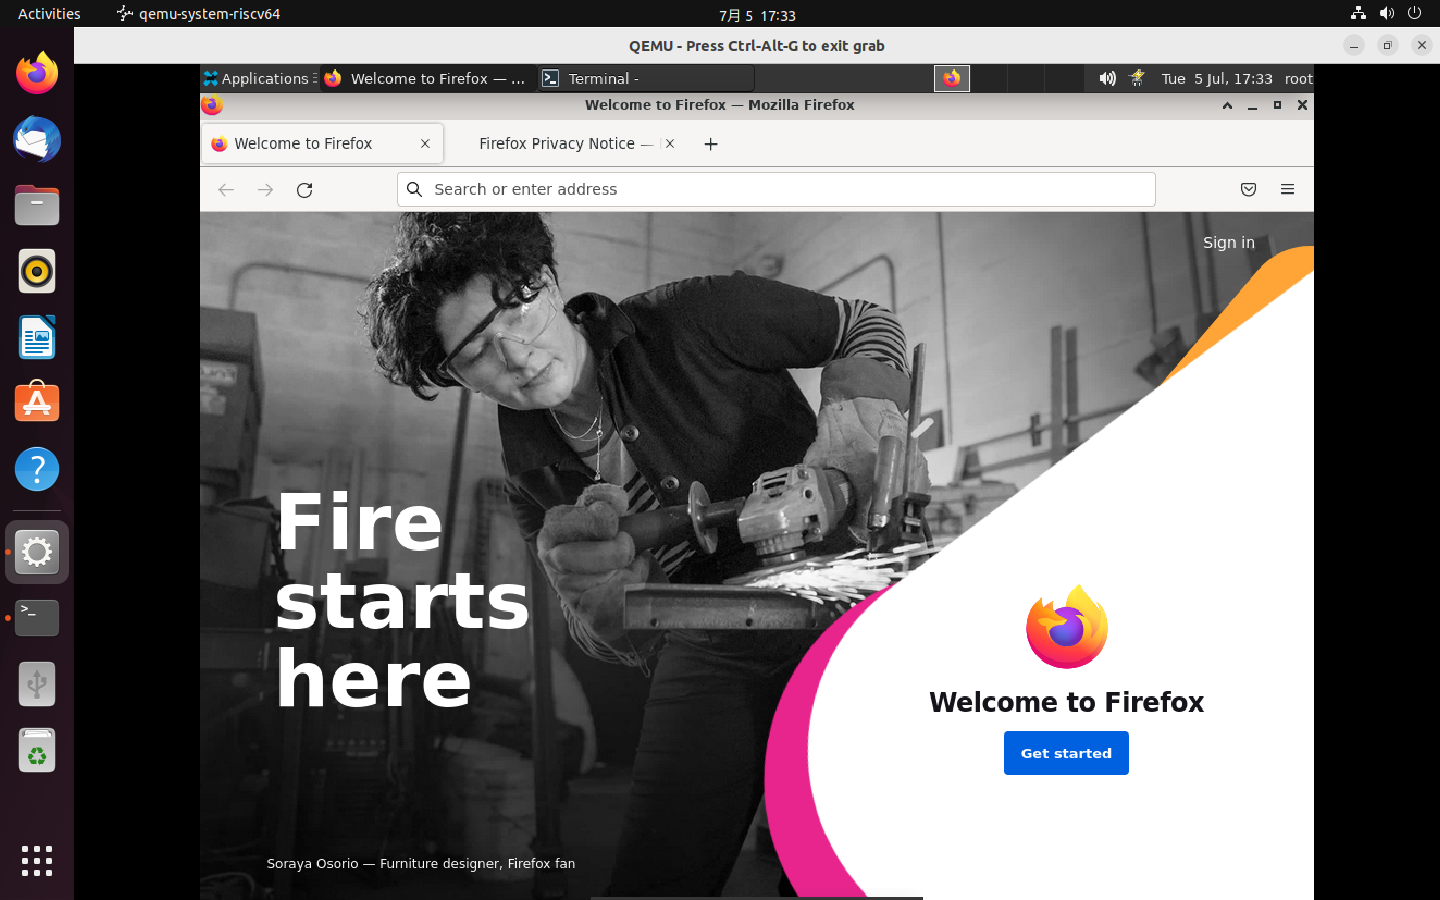 Activities
qemu-system-riscv64
7月 5 17:33
QEMU - Press Ctrl-Alt-G to exit grab
Applications
Welcome to Firefox — ...
Terminal -
Tue 5 Jul, 17:33
root
Welcome to Firefox — Mozilla Firefox
Welcome to Firefox
Firefox Privacy Notice —
Search or enter address
Sign in
Fire
starts
here
Welcome to Firefox
Get started
Soraya Osorio — Furniture designer, Firefox fan